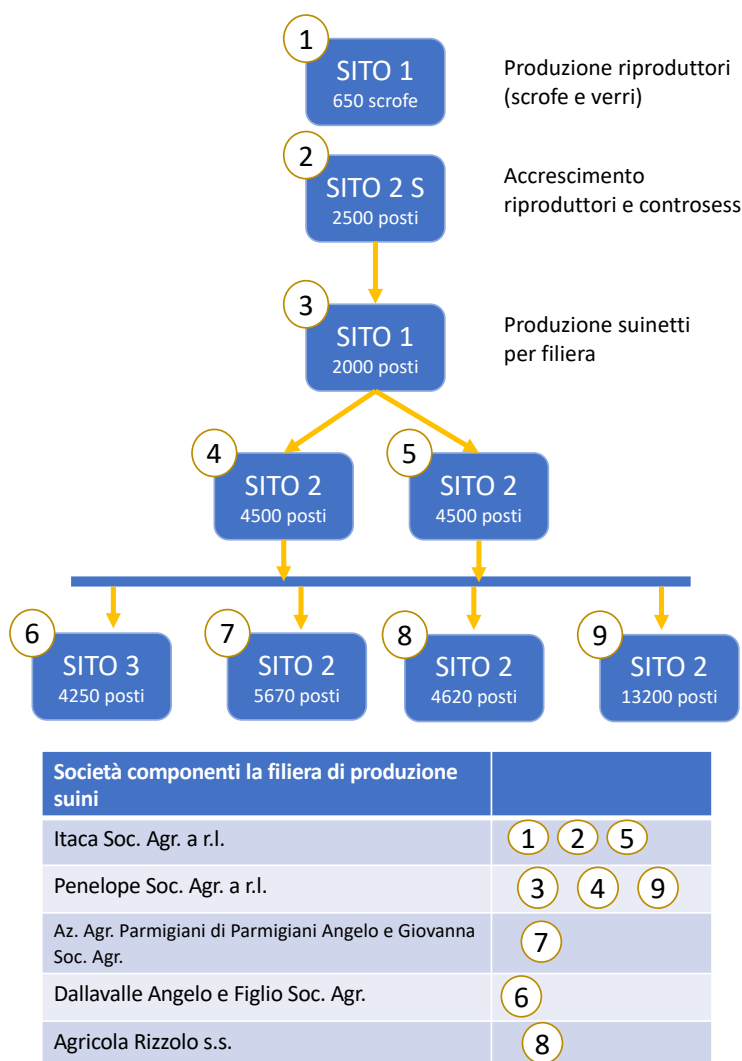 1
SITO 1
650 scrofe
Produzione riproduttori
(scrofe e verri)
2
SITO 2 S
2500 posti
Accrescimento
riproduttori e controsess
3
SITO 1
2000 posti
Produzione suinetti
per filiera
4
SITO 2
4500 posti
5
SITO 2
4500 posti
6
SITO 3
4250 posti
7
SITO 2
5670 posti
8
SITO 2
4620 posti
9
SITO 2
13200 posti
Società componenti la filiera di produzione
suini
Itaca Soc. Agr. a r.l.
1 2 5
Penelope Soc. Agr. a r.l.
3 4 9
Az. Agr. Parmigiani di Parmigiani Angelo e Giovanna
Soc. Agr.
7
Dallavalle Angelo e Figlio Soc. Agr.
6
Agricola Rizzolo s.s.
8